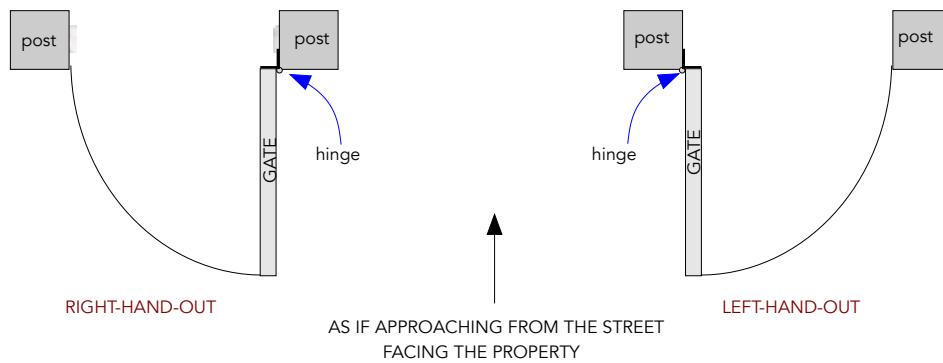 post
post
hinge
GATE
RIGHT-HAND-OUT
post
post
hinge
GATE
LEFT-HAND-OUT
AS IF APPROACHING FROM THE STREET
FACING THE PROPERTY